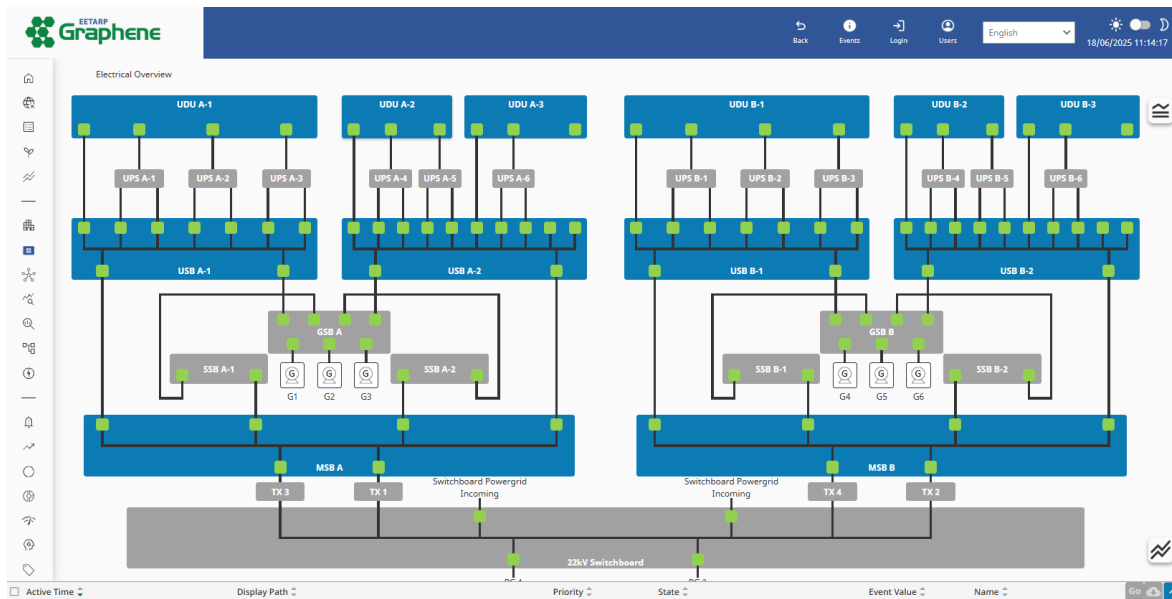 EETARP
Graphene
Back
Events
Login
Users
English
18/06/2025 11:14:17
Electrical Overview
UDU A-1
UDU A-2
UDU A-3
UDU B-1
UDU B-2
UDU B-3
UPS A-1
UPS A-2
UPS A-3
UPS A-4
UPS A-5
UPS A-6
UPS B-1
UPS B-2
UPS B-3
UPS B-4
UPS B-5
UPS B-6
USB A-1
USB A-2
USB B-1
USB B-2
GSB A
GSB B
SSB A-1
G
G
G
SSB A-2
SSB B-1
G
G
G
SSB B-2
G1
G2
G3
G4
G5
G6
MSB A
MSB B
TX 3
TX 1
Switchboard Powergrid
Incoming
Switchboard Powergrid
Incoming
TX 4
TX 2
22kV Switchboard
Active Time
Display Path
Priority
State
Event Value
Name
Go